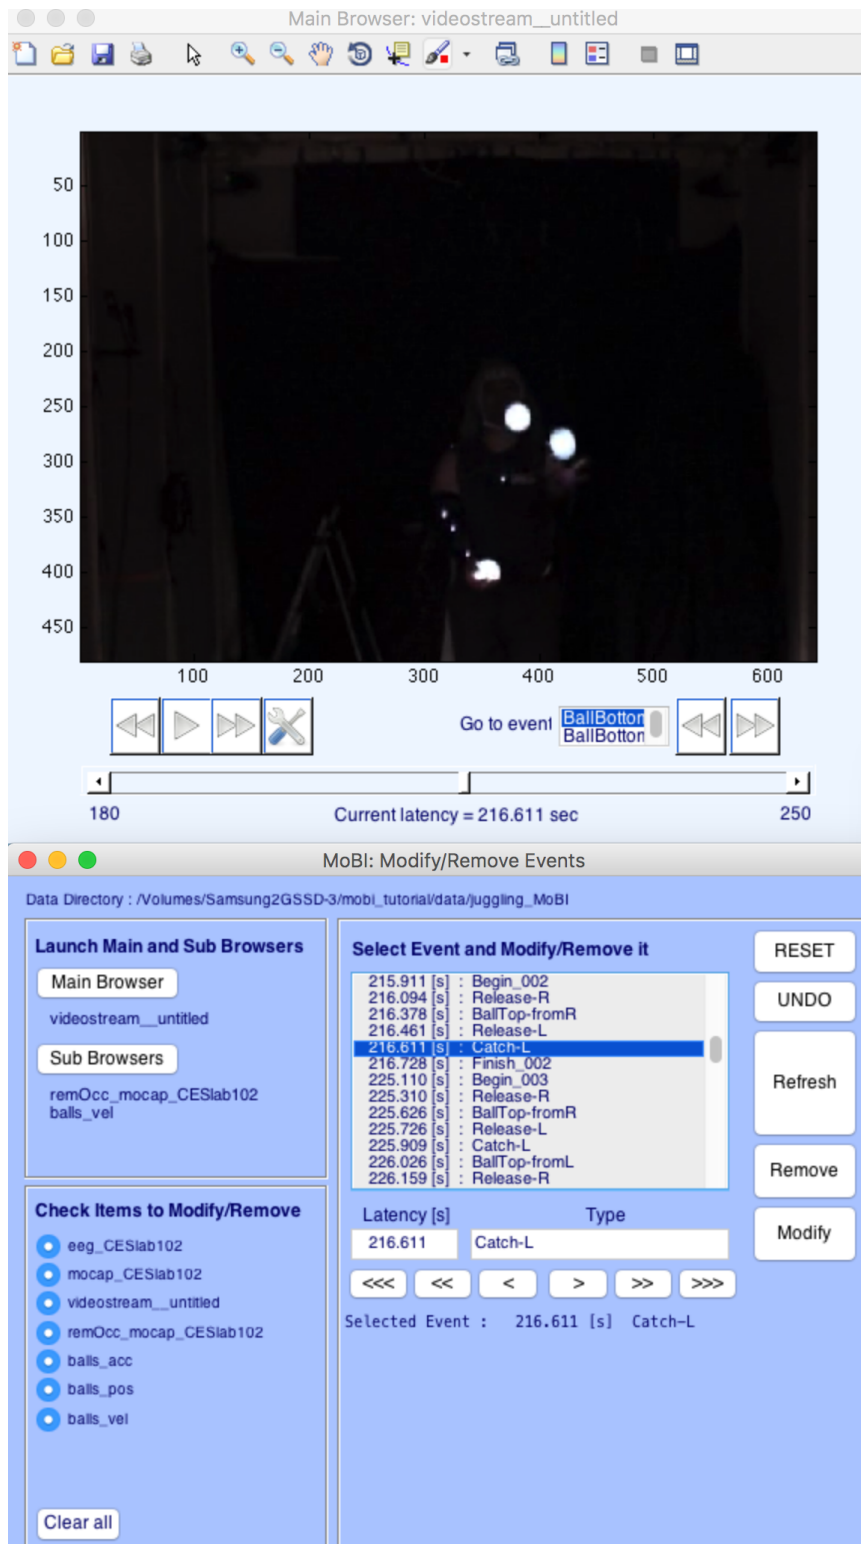 Main Browser: videostream__untitled
50
100
150
200
250
300
350
400
450
100 200 300 400 500 600
Go to event
BallBottor
BallBottor
180 Current latency = 216.611 sec 250
MoBI: Modify/Remove Events
Data Directory : /Volumes/Samsung2GSSD-3/mobi_tutorial/data/juggling_MoBI
Launch Main and Sub Browsers
Main Browser
videostream__untitled
Sub Browsers
remOcc_mocap_CESlab102
balls_vel
Check Items to Modify/Remove
eeg_CESlab102
mocap_CESlab102
videostream__untitled
remOcc_mocap_CESlab102
balls_acc
balls_pos
balls_vel
Clear all
Select Event and Modify/Remove it
215.911 [s] : Begin_002
216.094 [s] : Release-R
216.378 [s] : BallTop-fromR
216.461 [s] : Release-L
216.611 [s] : Catch-L
216.728 [s] : Finish_002
225.110 [s] : Begin_003
225.310 [s] : Release-R
225.626 [s] : BallTop-fromR
225.726 [s] : Release-L
225.909 [s] : Catch-L
226.026 [s] : BallTop-fromL
226.159 [s] : Release-R
Latency [s] Type
216.611 Catch-L
<<< << < > >> >>>
Selected Event : 216.611 [s] Catch-L
RESET
UNDO
Refresh
Remove
Modify